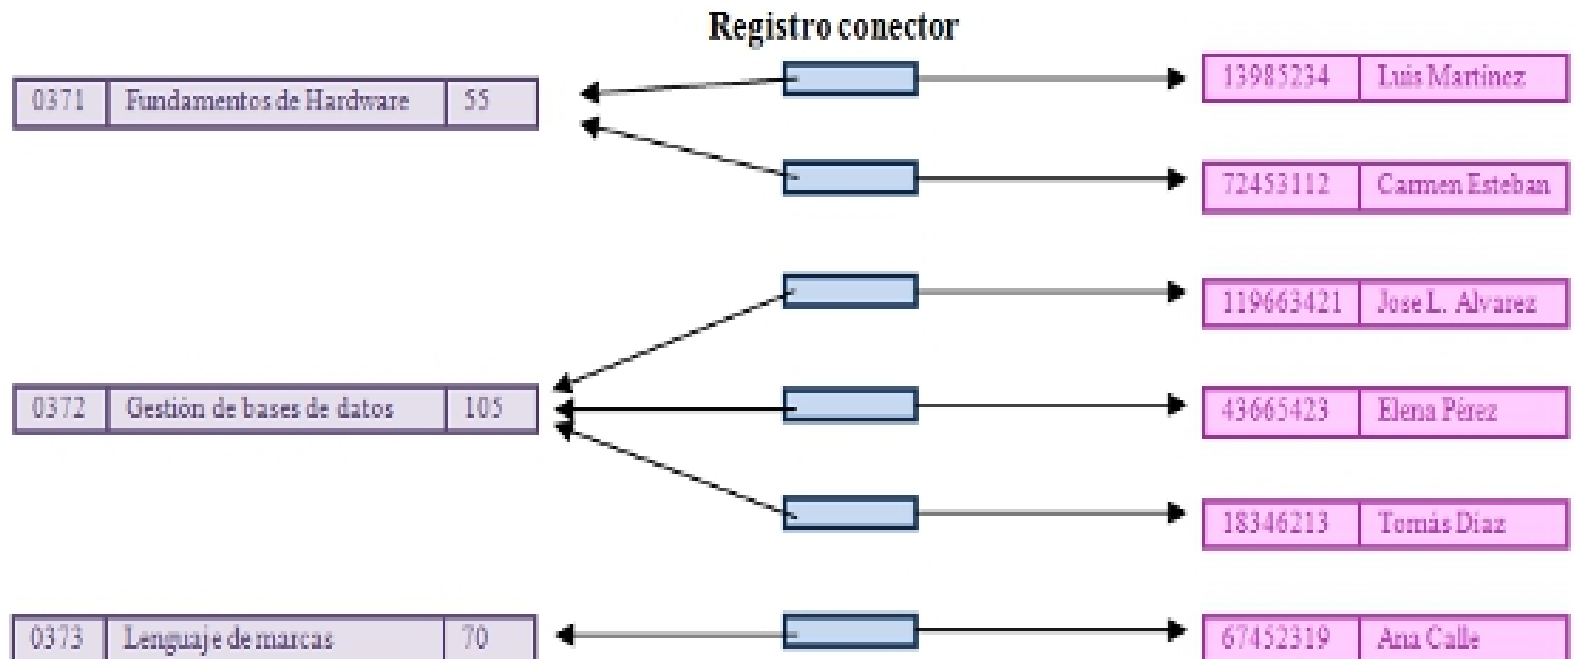 Registro conector
0371 Fundamentos de Hardware 55
13985234 Luis Martínez
72453112 Carmen Esteban
119663421 Jose L. Alvarez
0372 Gestión de bases de datos 105
43665423 Elena Pérez
18346213 Tomás Díaz
0373 Lenguaje de marcas 70
67452319 Ana Calle